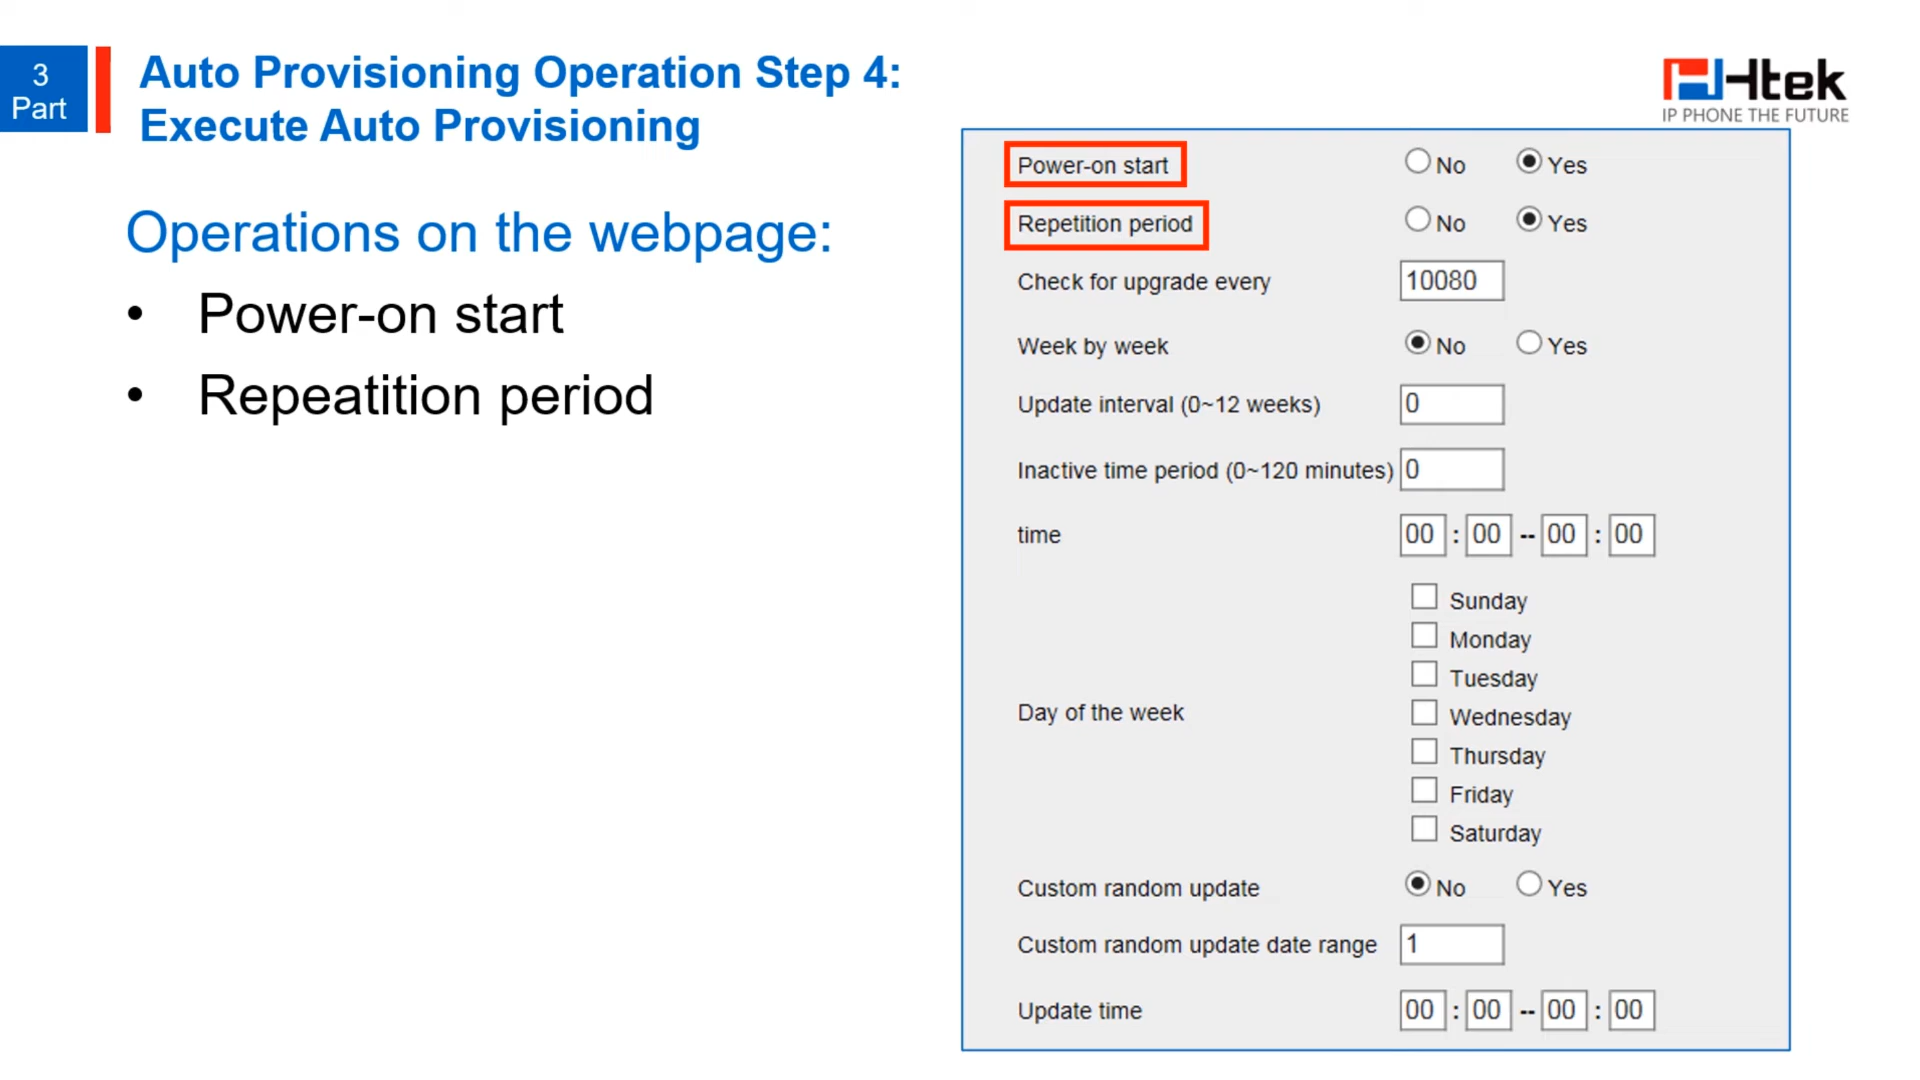 3
Part
Auto Provisioning Operation Step 4:
Execute Auto Provisioning
Htek
IP PHONE THE FUTURE
Operations on the webpage:
• Power-on start
• Repeatition period
Power-on start No Yes
Repetition period No Yes
Check for upgrade every 10080
Week by week No Yes
Update interval (0~12 weeks) 0
Inactive time period (0~120 minutes) 0
time 00 : 00 -- 00 : 00
Day of the week
Sunday
Monday
Tuesday
Wednesday
Thursday
Friday
Saturday
Custom random update No Yes
Custom random update date range 1
Update time 00 : 00 -- 00 : 00